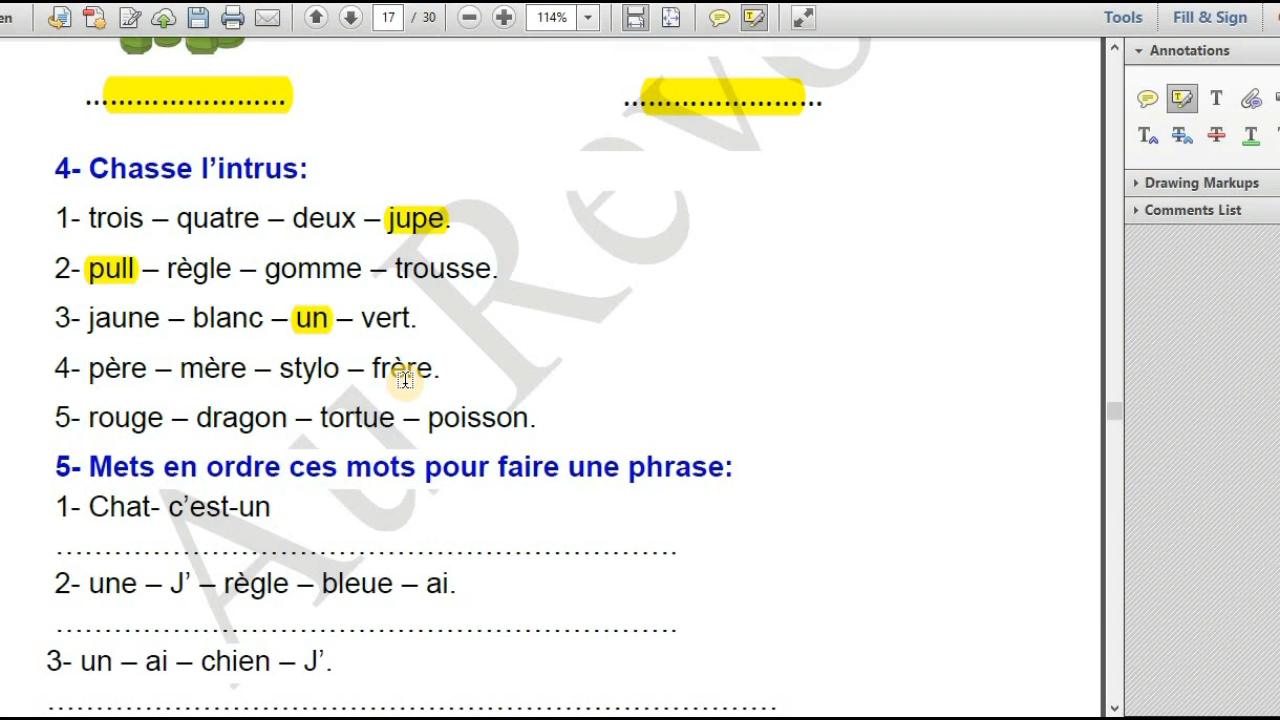 en 17 / 30 114% Tools Fill & Sign
Annotations
……………………
……………………
4- Chasse l’intrus:
1- trois – quatre – deux – jupe.
2- pull – règle – gomme – trousse.
3- jaune – blanc – un – vert.
4- père – mère – stylo – frère.
5- rouge – dragon – tortue – poisson.
5- Mets en ordre ces mots pour faire une phrase:
1- Chat- c’est-un
……………………………………………………….
2- une – J’ – règle – bleue – ai.
……………………………………………………….
3- un – ai – chien – J’.
…………………………………………………………………
Drawing Markups
Comments List
Au Revo